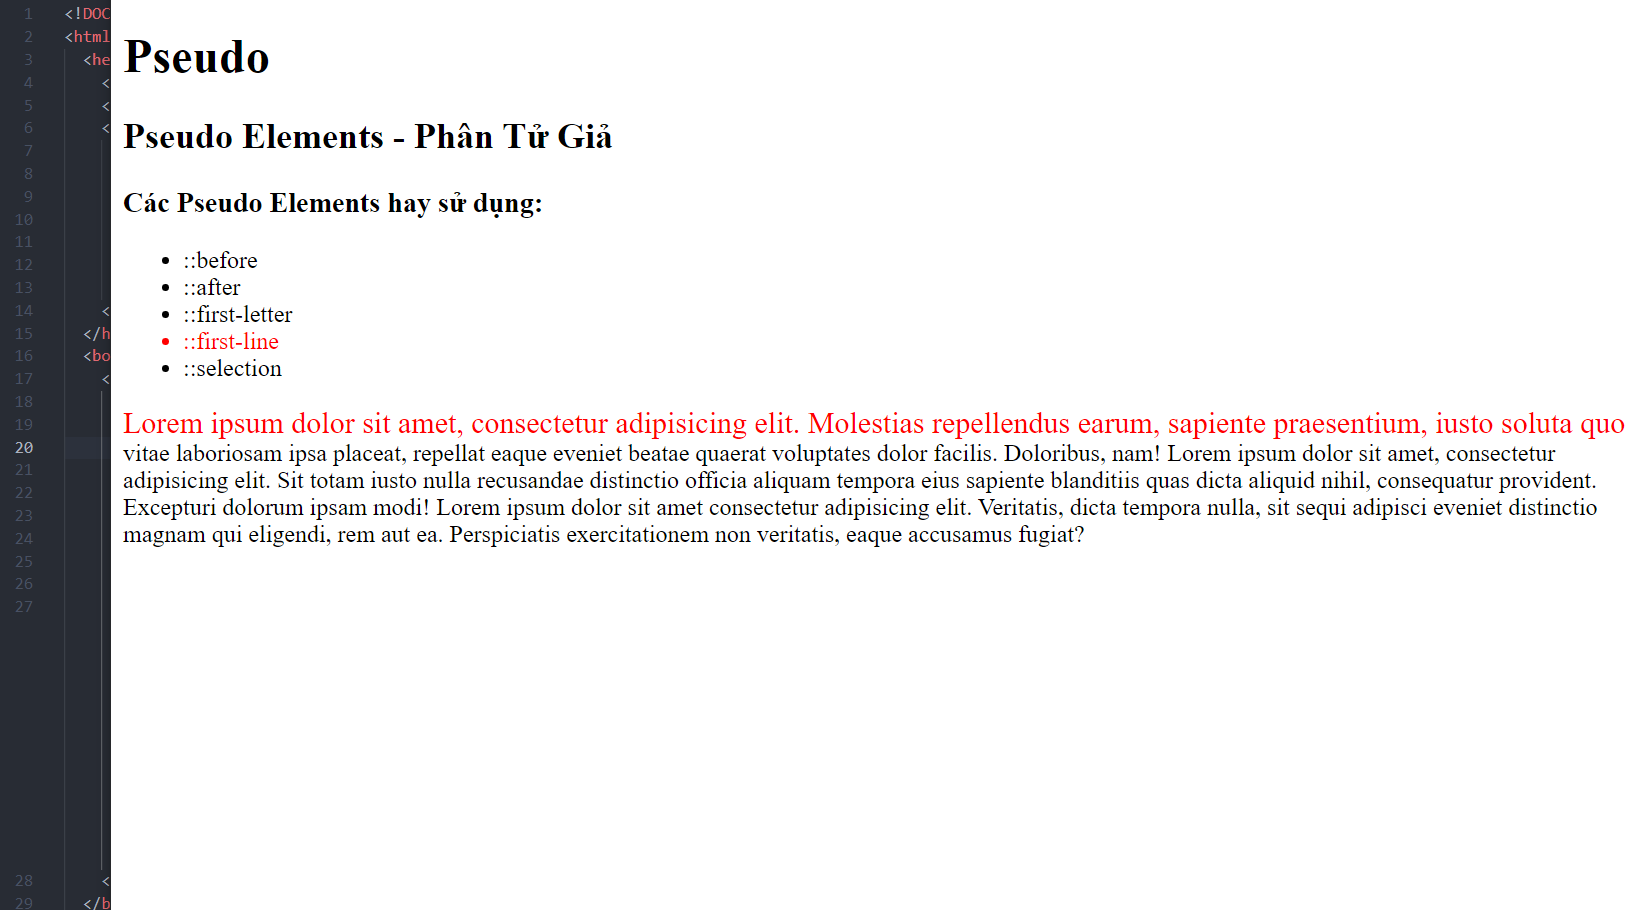 1 <!DOC
2 <html
3 <he
4 <
5 <
6 <
7
8
9
10
11
12
13
14 <
15 </h
16 <bo
17 <
18
19
20
21
22
23
24
25
26
27
28 <
29 </b
Pseudo
Pseudo Elements - Phân Tử Giả
Các Pseudo Elements hay sử dụng:
• ::before
• ::after
• ::first-letter
• ::first-line
• ::selection
Lorem ipsum dolor sit amet, consectetur adipisicing elit. Molestias repellendus earum, sapiente praesentium, iusto soluta quo
vitae laboriosam ipsa placeat, repellat eaque eveniet beatae quaerat voluptates dolor facilis. Doloribus, nam! Lorem ipsum dolor sit amet, consectetur
adipisicing elit. Sit totam iusto nulla recusandae distinctio officia aliquam tempora eius sapiente blanditiis quas dicta aliquid nihil, consequatur provident.
Excepturi dolorum ipsam modi! Lorem ipsum dolor sit amet consectetur adipisicing elit. Veritatis, dicta tempora nulla, sit sequi adipisci eveniet distinctio
magnam qui eligendi, rem aut ea. Perspiciatis exercitationem non veritatis, eaque accusamus fugiat?